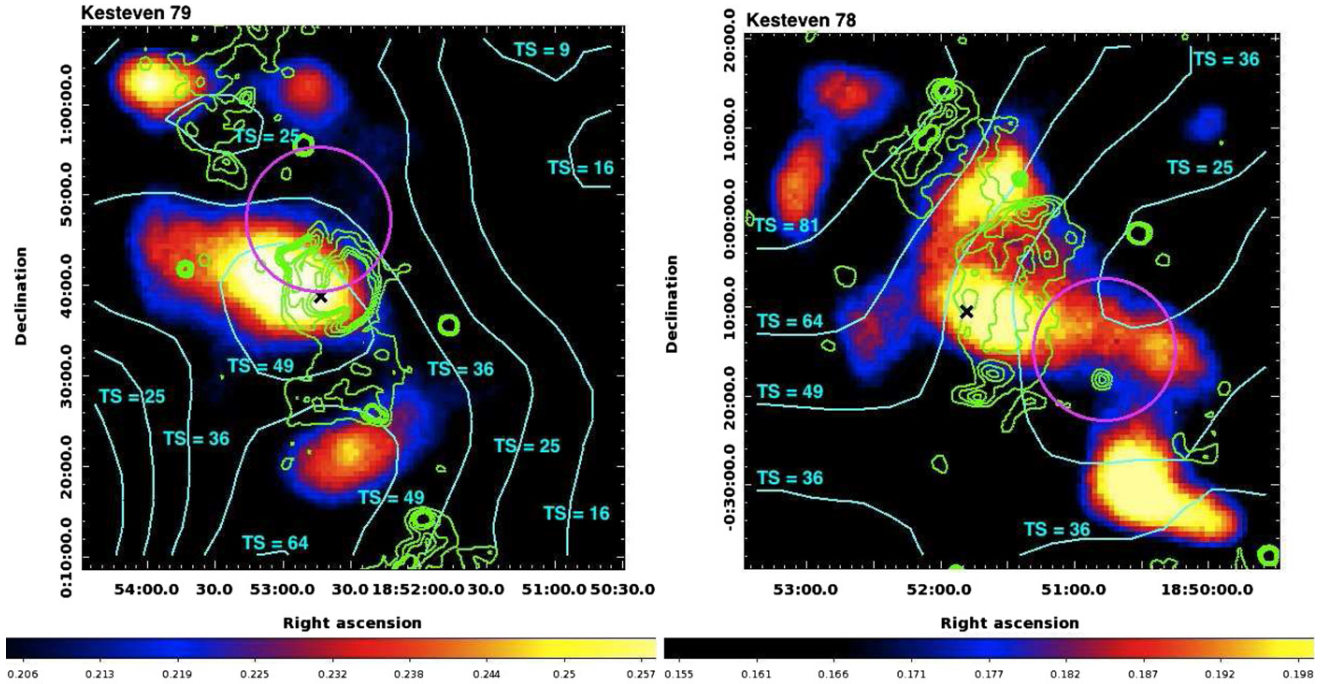 Kesteven 79
TS = 9
TS = 25
TS = 16
TS = 49
TS = 36
TS = 25
TS = 36
TS = 25
TS = 49
TS = 16
TS = 64
1:00:00.0
50:00.0
40:00.0
30:00.0
20:00.0
0:10:00.0
Declination
54:00.0 30.0 53:00.0 30.0 18:52:00.0 30.0 51:00.0 50:30.0
Right ascension
0.206 0.213 0.219 0.225 0.232 0.238 0.244 0.25 0.257
Kesteven 78
TS = 36
TS = 25
TS = 81
TS = 64
TS = 49
TS = 36
TS = 36
20:00.0
10:00.0
0:00:00.0
10:00.0
20:00.0
-0:30:00.0
Declination
53:00.0 52:00.0 51:00.0 18:50:00.0
Right ascension
0.155 0.161 0.166 0.171 0.177 0.182 0.187 0.192 0.198